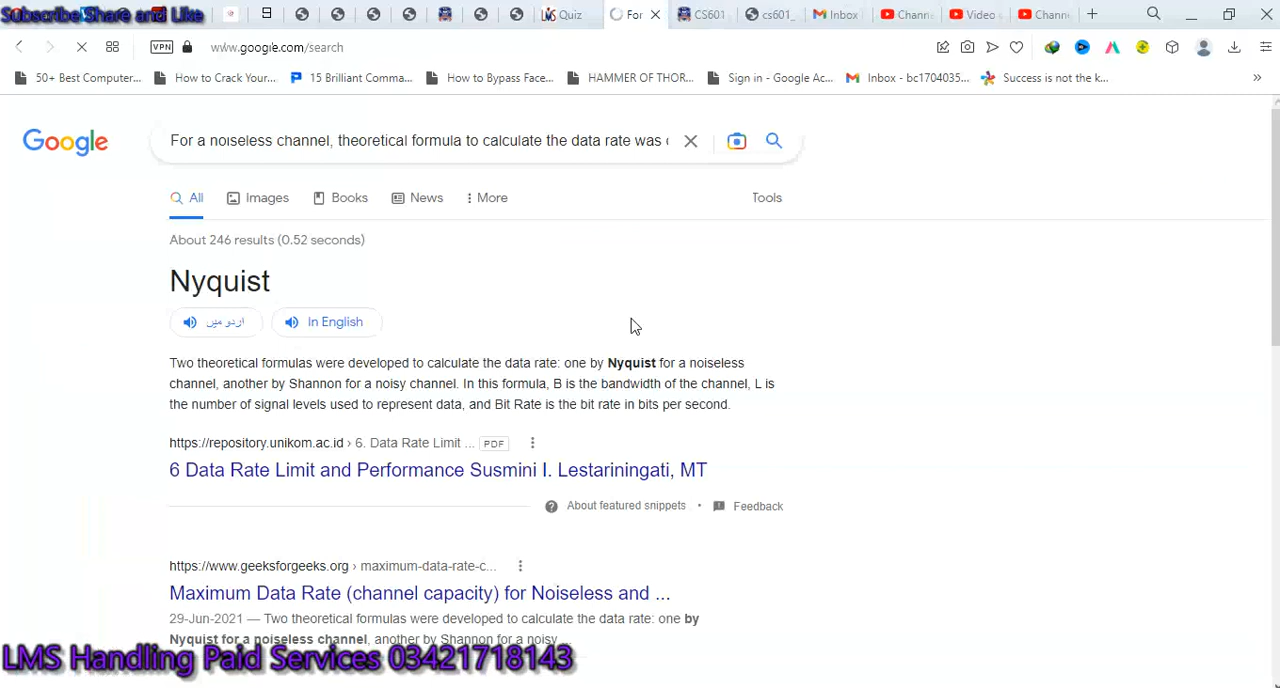 Subscribe Share and Like
Quiz
For
CS601_
cs601_
Inbox
Chann
Video
Chann
VPN
www.google.com/search
50+ Best Computer...
How to Crack Your...
15 Brilliant Comma...
How to Bypass Face...
HAMMER OF THOR...
Sign in - Google Ac...
Inbox - bc1704035...
Success is not the k...
Google
For a noiseless channel, theoretical formula to calculate the data rate was
All
Images
Books
News
More
Tools
About 246 results (0.52 seconds)
Nyquist
اردو میں
In English
Two theoretical formulas were developed to calculate the data rate: one by Nyquist for a noiseless
channel, another by Shannon for a noisy channel. In this formula, B is the bandwidth of the channel, L is
the number of signal levels used to represent data, and Bit Rate is the bit rate in bits per second.
https://repository.unikom.ac.id › 6. Data Rate Limit ... PDF
6 Data Rate Limit and Performance Susmini I. Lestariningati, MT
About featured snippets • Feedback
https://www.geeksforgeeks.org › maximum-data-rate-c...
Maximum Data Rate (channel capacity) for Noiseless and ...
29-Jun-2021 — Two theoretical formulas were developed to calculate the data rate: one by
Nyquist for a noiseless channel, another by Shannon for a noisy ...
LMS Handling Paid Services 03421718143